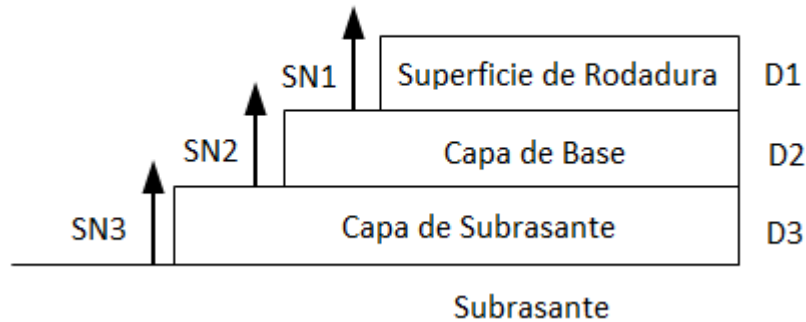 SN1 Superficie de Rodadura D1
SN2 Capa de Base D2
SN3 Capa de Subrasante D3
Subrasante